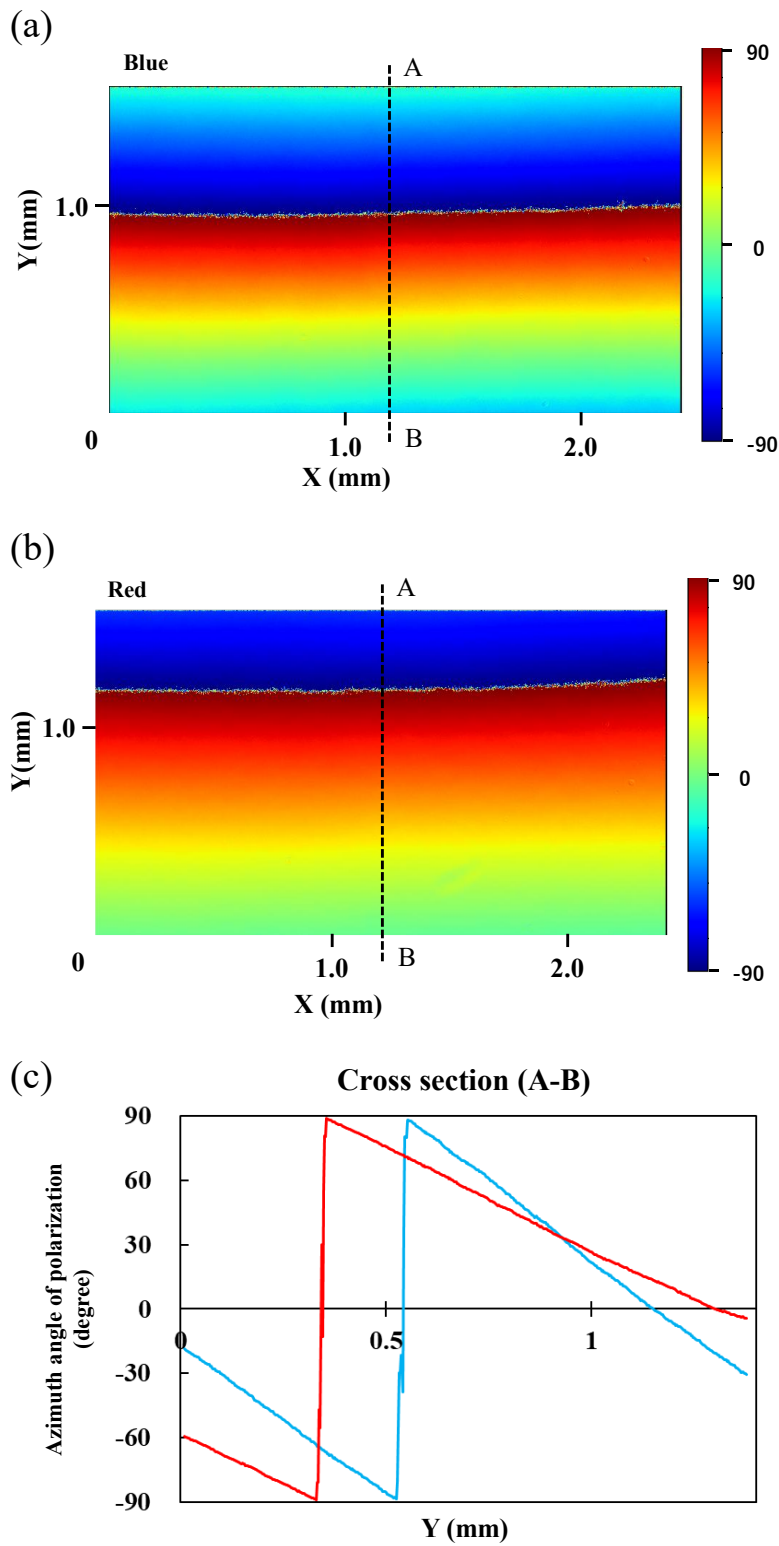 (a)
Blue
A
90
1.0
Y(mm)
0
-90
0
1.0
B
2.0
X (mm)
(b)
Red
A
90
1.0
Y(mm)
0
-90
0
1.0
B
2.0
X (mm)
(c)
Cross section (A-B)
90
60
30
0
-30
-60
-90
0
0.5
1
Azimuth angle of polarization
(degree)
Y (mm)